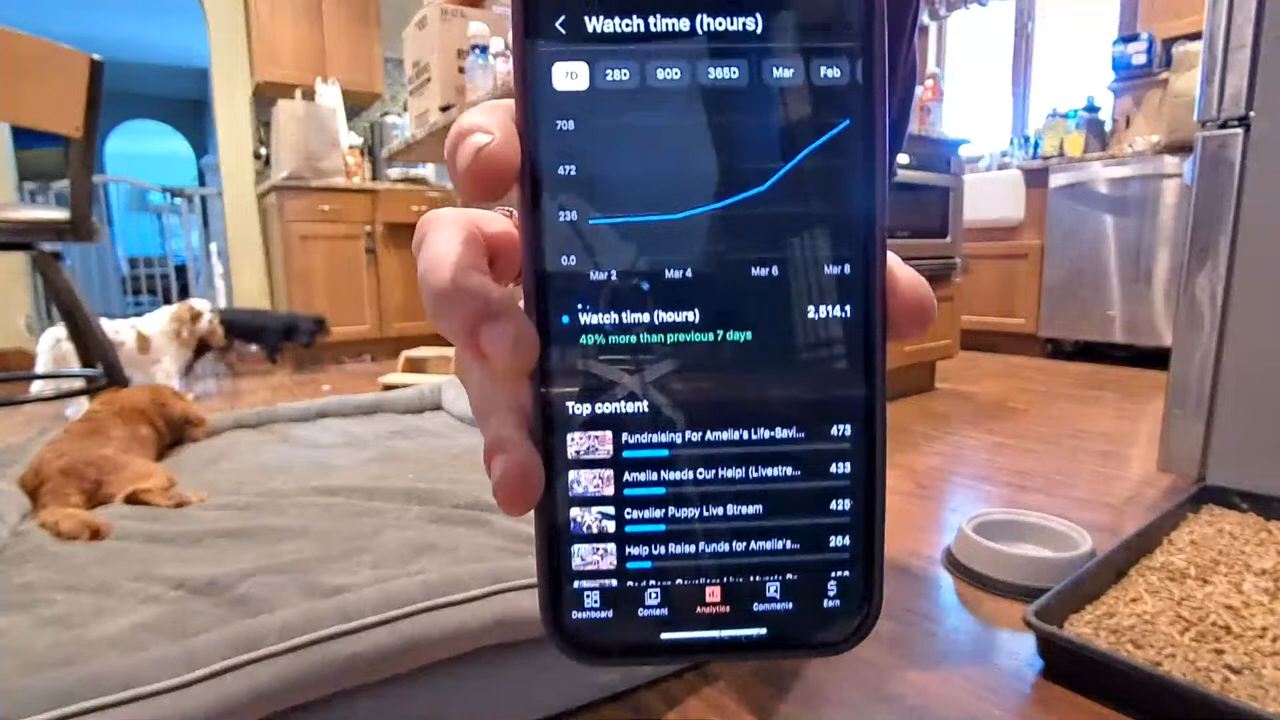 Watch time (hours)
7D 28D 90D 365D Mar Feb
708
472
236
0.0
Mar 2 Mar 4 Mar 6 Mar 8
Watch time (hours) 2,514.1
49% more than previous 7 days
Top content
Fundraising For Amelia's Life-Savi... 473
Amelia Needs Our Help! (Livestre... 433
Cavalier Puppy Live Stream 425
Help Us Raise Funds for Amelia's... 264
Dashboard Content Analytics Comments Earn